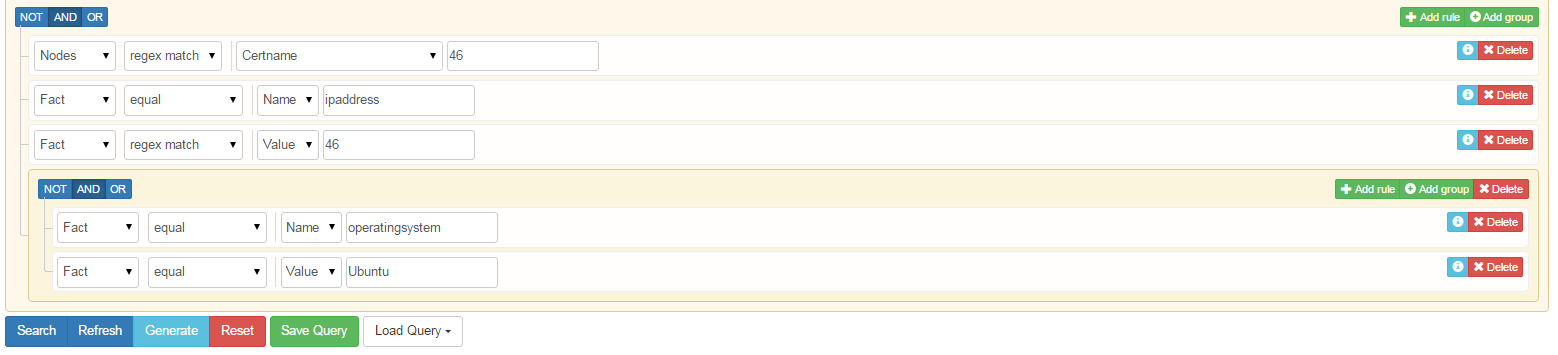 NOT AND OR Add rule Add group
Nodes regex match Certname 46 Delete
Fact equal Name ipaddress Delete
Fact regex match Value 46 Delete
NOT AND OR Add rule Add group Delete
Fact equal Name operatingsystem Delete
Fact equal Value Ubuntu Delete
Search Refresh Generate Reset Save Query Load Query